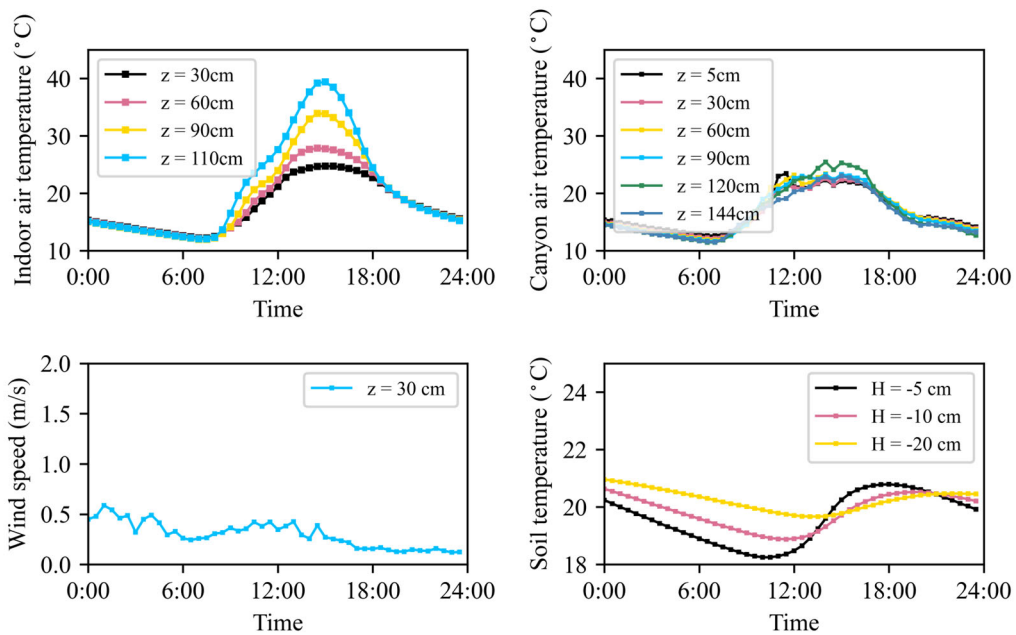 Indoor air temperature (°C)
40
30
20
10
z = 30cm
z = 60cm
z = 90cm
z = 110cm
0:00 6:00 12:00 18:00 24:00
Time
Canyon air temperature (°C)
40
30
20
10
z = 5cm
z = 30cm
z = 60cm
z = 90cm
z = 120cm
z = 144cm
0:00 6:00 12:00 18:00 24:00
Time
Wind speed (m/s)
2.0
1.5
1.0
0.5
0.0
z = 30 cm
0:00 6:00 12:00 18:00 24:00
Time
Soil temperature (°C)
24
22
20
18
H = -5 cm
H = -10 cm
H = -20 cm
0:00 6:00 12:00 18:00 24:00
Time